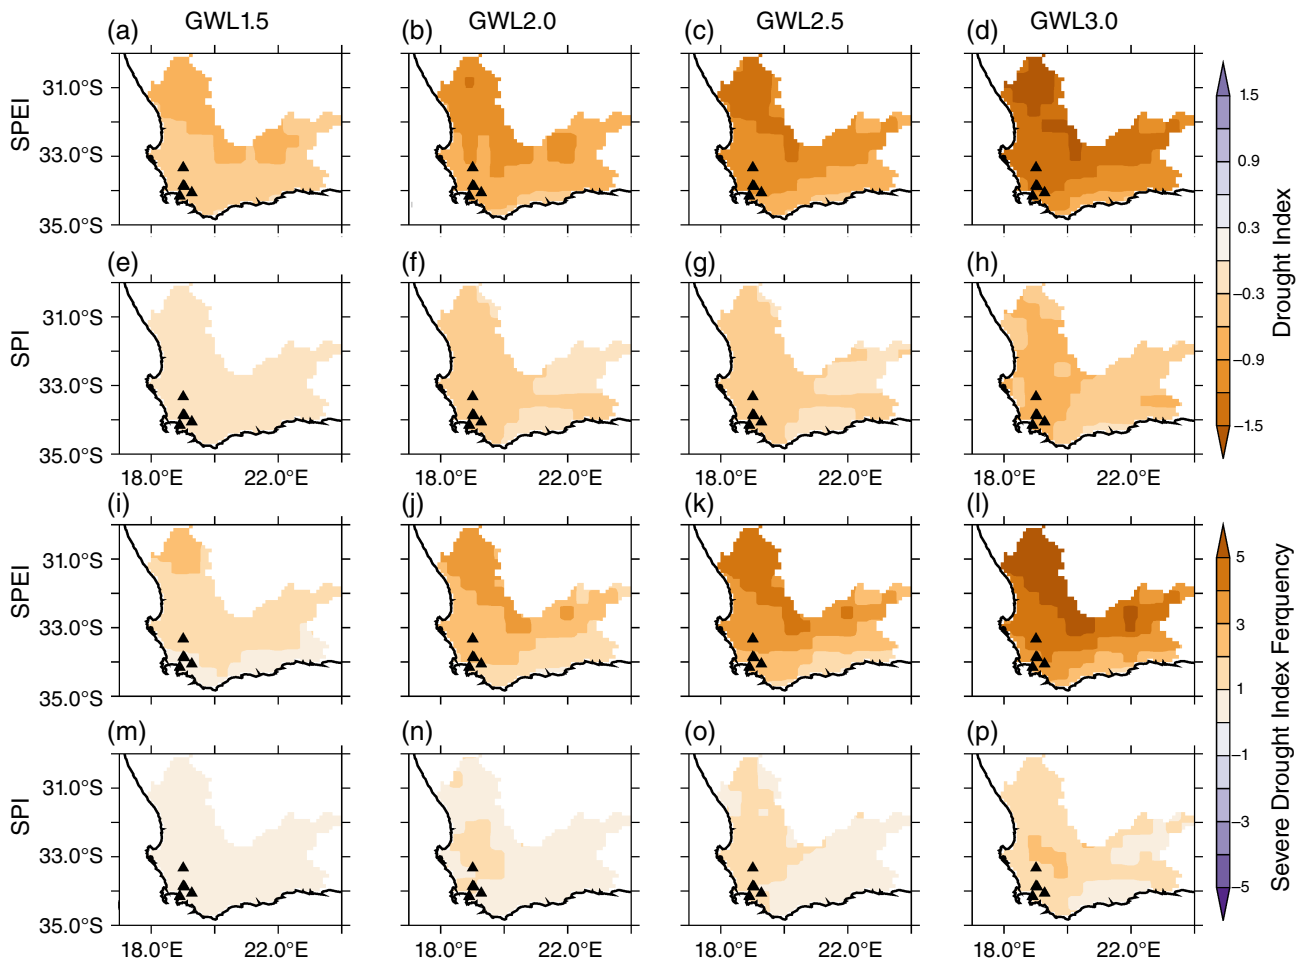 (a) GWL1.5 (b) GWL2.0 (c) GWL2.5 (d) GWL3.0
SPEI
31.0°S
33.0°S
35.0°S
(e) (f) (g) (h)
SPI
31.0°S
33.0°S
35.0°S
18.0°E 22.0°E 18.0°E 22.0°E 18.0°E 22.0°E 18.0°E 22.0°E
1.5
0.9
0.3
−0.3
−0.9
−1.5
Drought Index
(i) (j) (k) (l)
SPEI
31.0°S
33.0°S
35.0°S
(m) (n) (o) (p)
SPI
31.0°S
33.0°S
35.0°S
18.0°E 22.0°E 18.0°E 22.0°E 18.0°E 22.0°E 18.0°E 22.0°E
5
3
1
−1
−3
−5
Severe Drought Index Ferquency